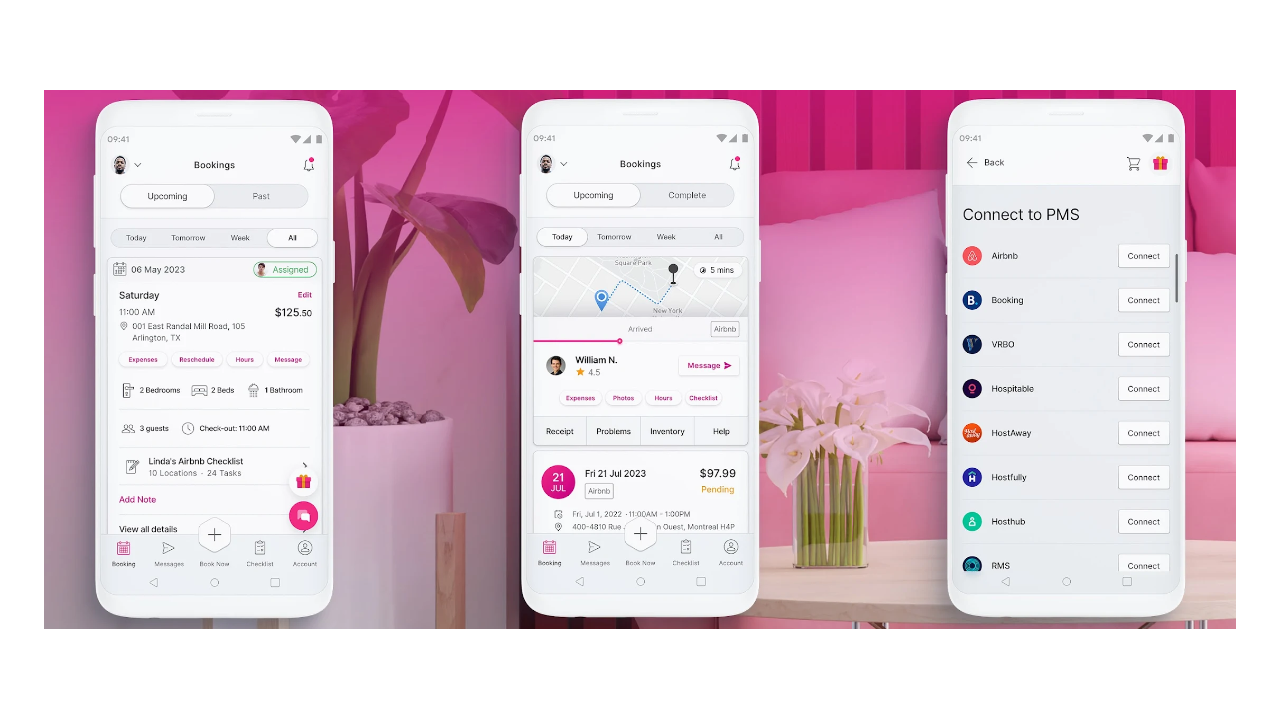 09:41
Bookings
Upcoming Past
Today Tomorrow Week All
06 May 2023 Assigned
Saturday Edit
11:00 AM $125.50
001 East Randal Mill Road, 105
Arlington, TX
Expenses Reschedule Hours Message
2 Bedrooms 2 Beds 1 Bathroom
3 guests Check-out: 11:00 AM
Linda's Airbnb Checklist
10 Locations - 24 Tasks
Add Note
View all details
Booking Messages Book Now Checklist Account
09:41
Bookings
Upcoming Complete
Today Tomorrow Week All
Square Park
5 mins
New York
Arrived Airbnb
William N.
4.5
Message
Expenses Photos Hours Checklist
Receipt Problems Inventory Help
21 JUL
Fri 21 Jul 2023 $97.99
Airbnb Pending
Fri, Jul 1, 2022 - 11:00AM - 1:00PM
400-4810 Rue Ouest, Montreal H4P
Booking Messages Book Now Checklist Account
09:41
Back
Connect to PMS
Airbnb Connect
B. Booking Connect
VRBO Connect
Hospitable Connect
Host Away HostAway Connect
Hostfully Connect
Hosthub Connect
RMS Connect